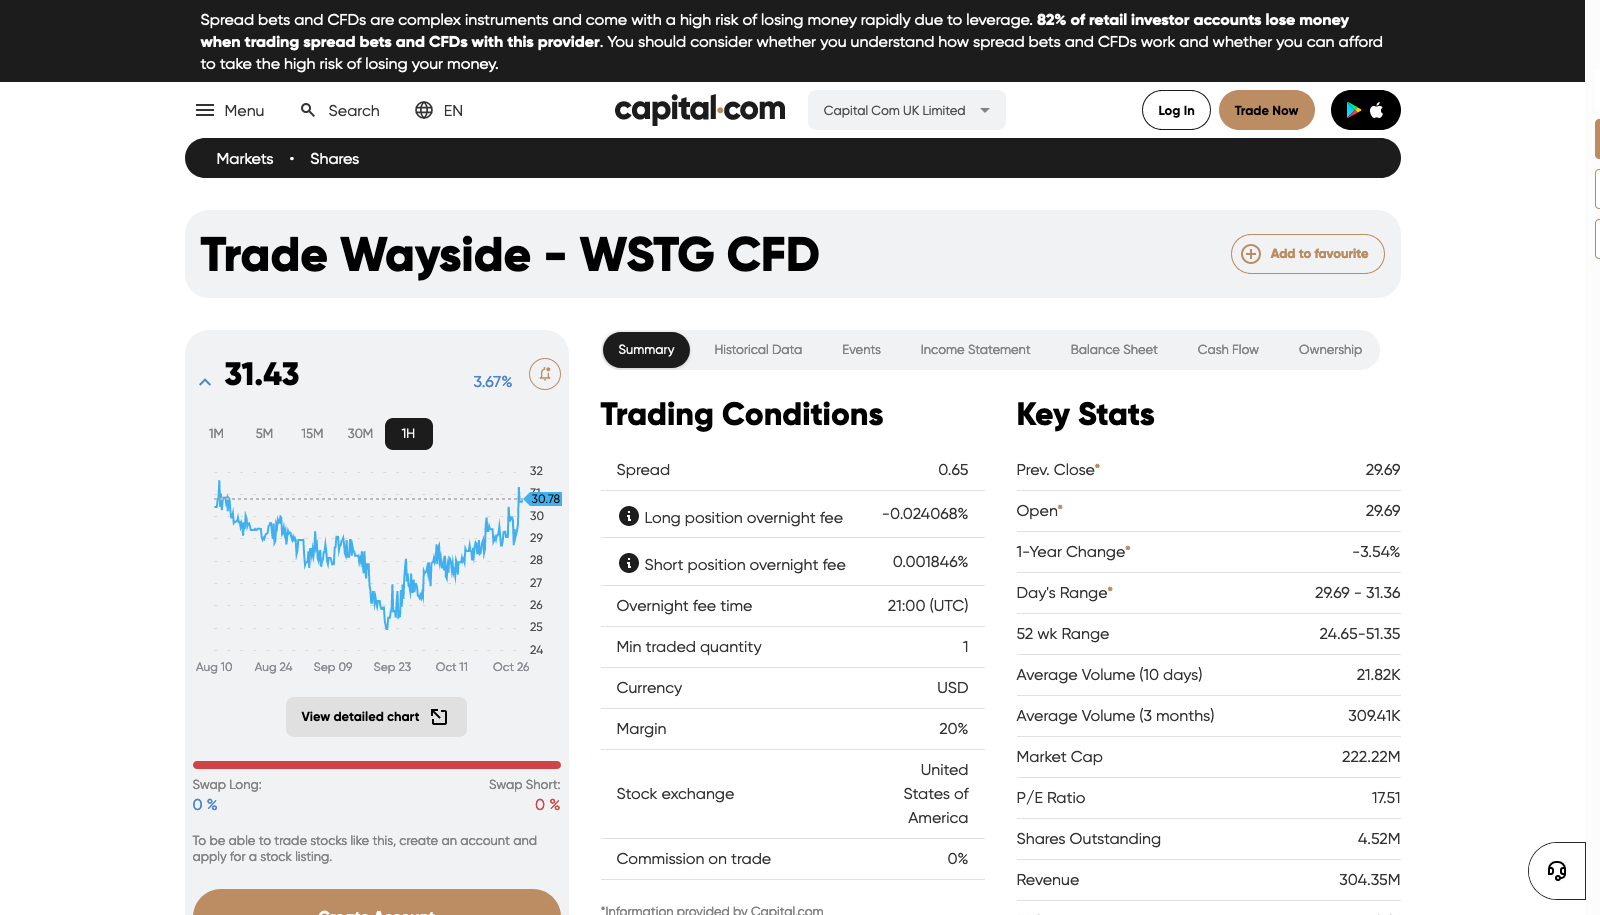 Spread bets and CFDs are complex instruments and come with a high risk of losing money rapidly due to leverage. 82% of retail investor accounts lose money
when trading spread bets and CFDs with this provider. You should consider whether you understand how spread bets and CFDs work and whether you can afford
to take the high risk of losing your money.
Menu Search EN capital.com Capital Com UK Limited Log In Trade Now
Markets • Shares
Trade Wayside - WSTG CFD
Add to favourite
31.43 3.67%
1M 5M 15M 30M 1H
32
30.78
30
29
28
27
26
25
24
Aug 10 Aug 24 Sep 09 Sep 23 Oct 11 Oct 26
View detailed chart
Swap Long: Swap Short:
0 % 0 %
To be able to trade stocks like this, create an account and
apply for a stock listing.
Create Account
Summary Historical Data Events Income Statement Balance Sheet Cash Flow Ownership
Trading Conditions
Spread 0.65
Long position overnight fee -0.024068%
Short position overnight fee 0.001846%
Overnight fee time 21:00 (UTC)
Min traded quantity 1
Currency USD
Margin 20%
Stock exchange United
States of
America
Commission on trade 0%
*Information provided by Capital.com
Key Stats
Prev. Close* 29.69
Open* 29.69
1-Year Change* -3.54%
Day's Range* 29.69 - 31.36
52 wk Range 24.65-51.35
Average Volume (10 days) 21.82K
Average Volume (3 months) 309.41K
Market Cap 222.22M
P/E Ratio 17.51
Shares Outstanding 4.52M
Revenue 304.35M